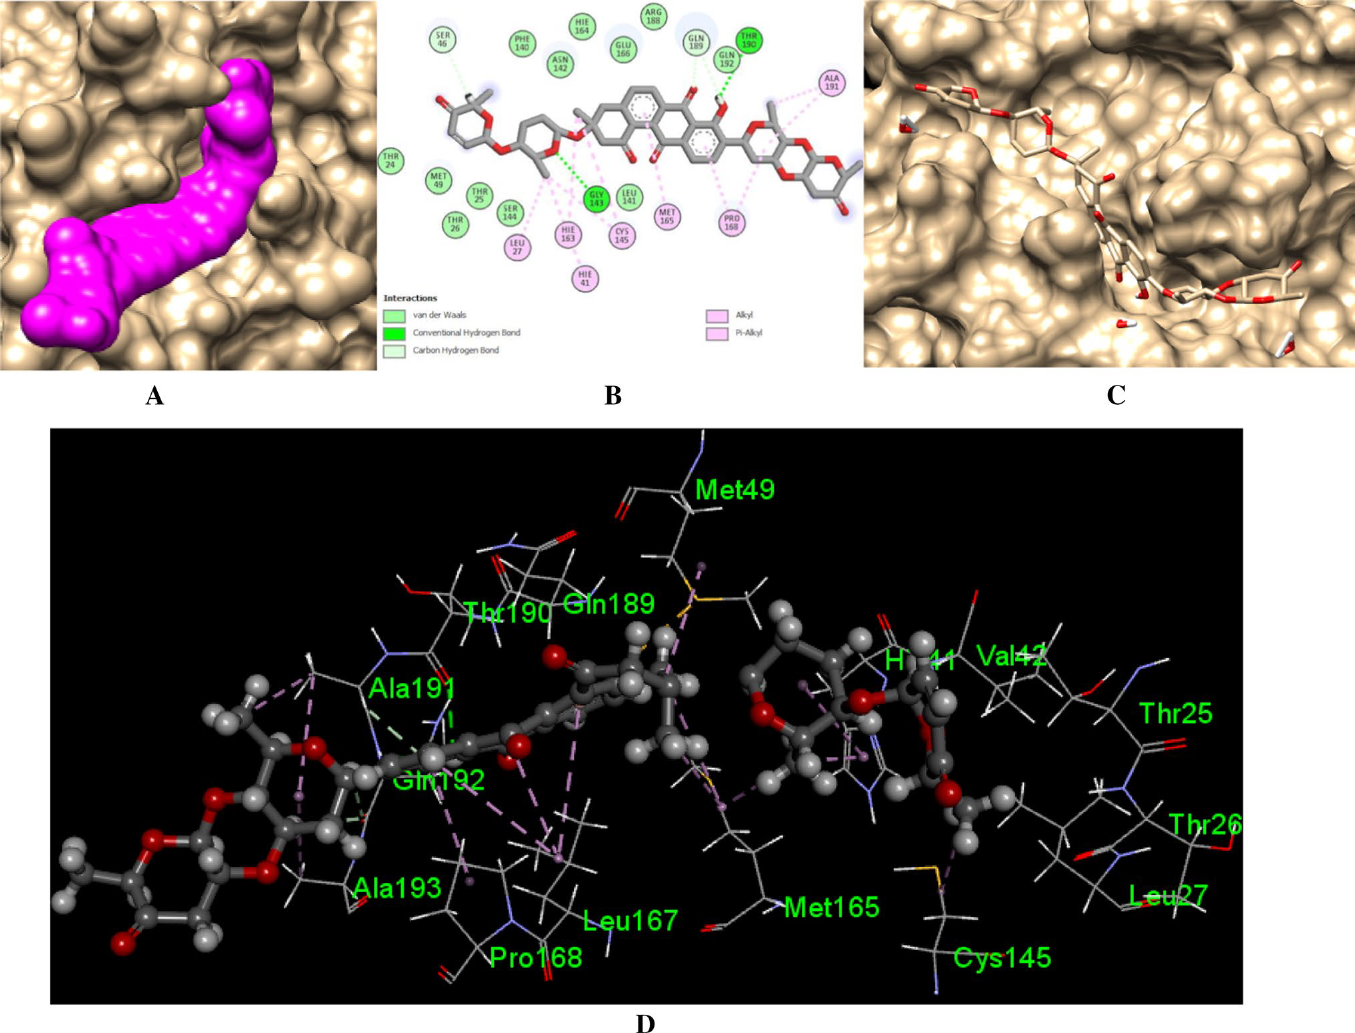 SER
46
PHE
140
ASN
142
HIE
164
GLU
166
ARG
188
GLN
189
GLN
192
THR
190
ALA
191
THR
24
MET
49
THR
25
THR
26
SER
144
LEU
27
HIE
163
HIE
41
GLY
143
CYS
145
LEU
141
MET
165
PRO
168
Interactions
van der Waals
Conventional Hydrogen Bond
Carbon Hydrogen Bond
Alkyl
Pi-Alkyl
A
B
C
Met49
Thr190
Gln189
Ala191
Val42
Thr25
Gln192
Thr26
Ala193
Leu167
Met165
Leu27
Pro168
Cys145
D